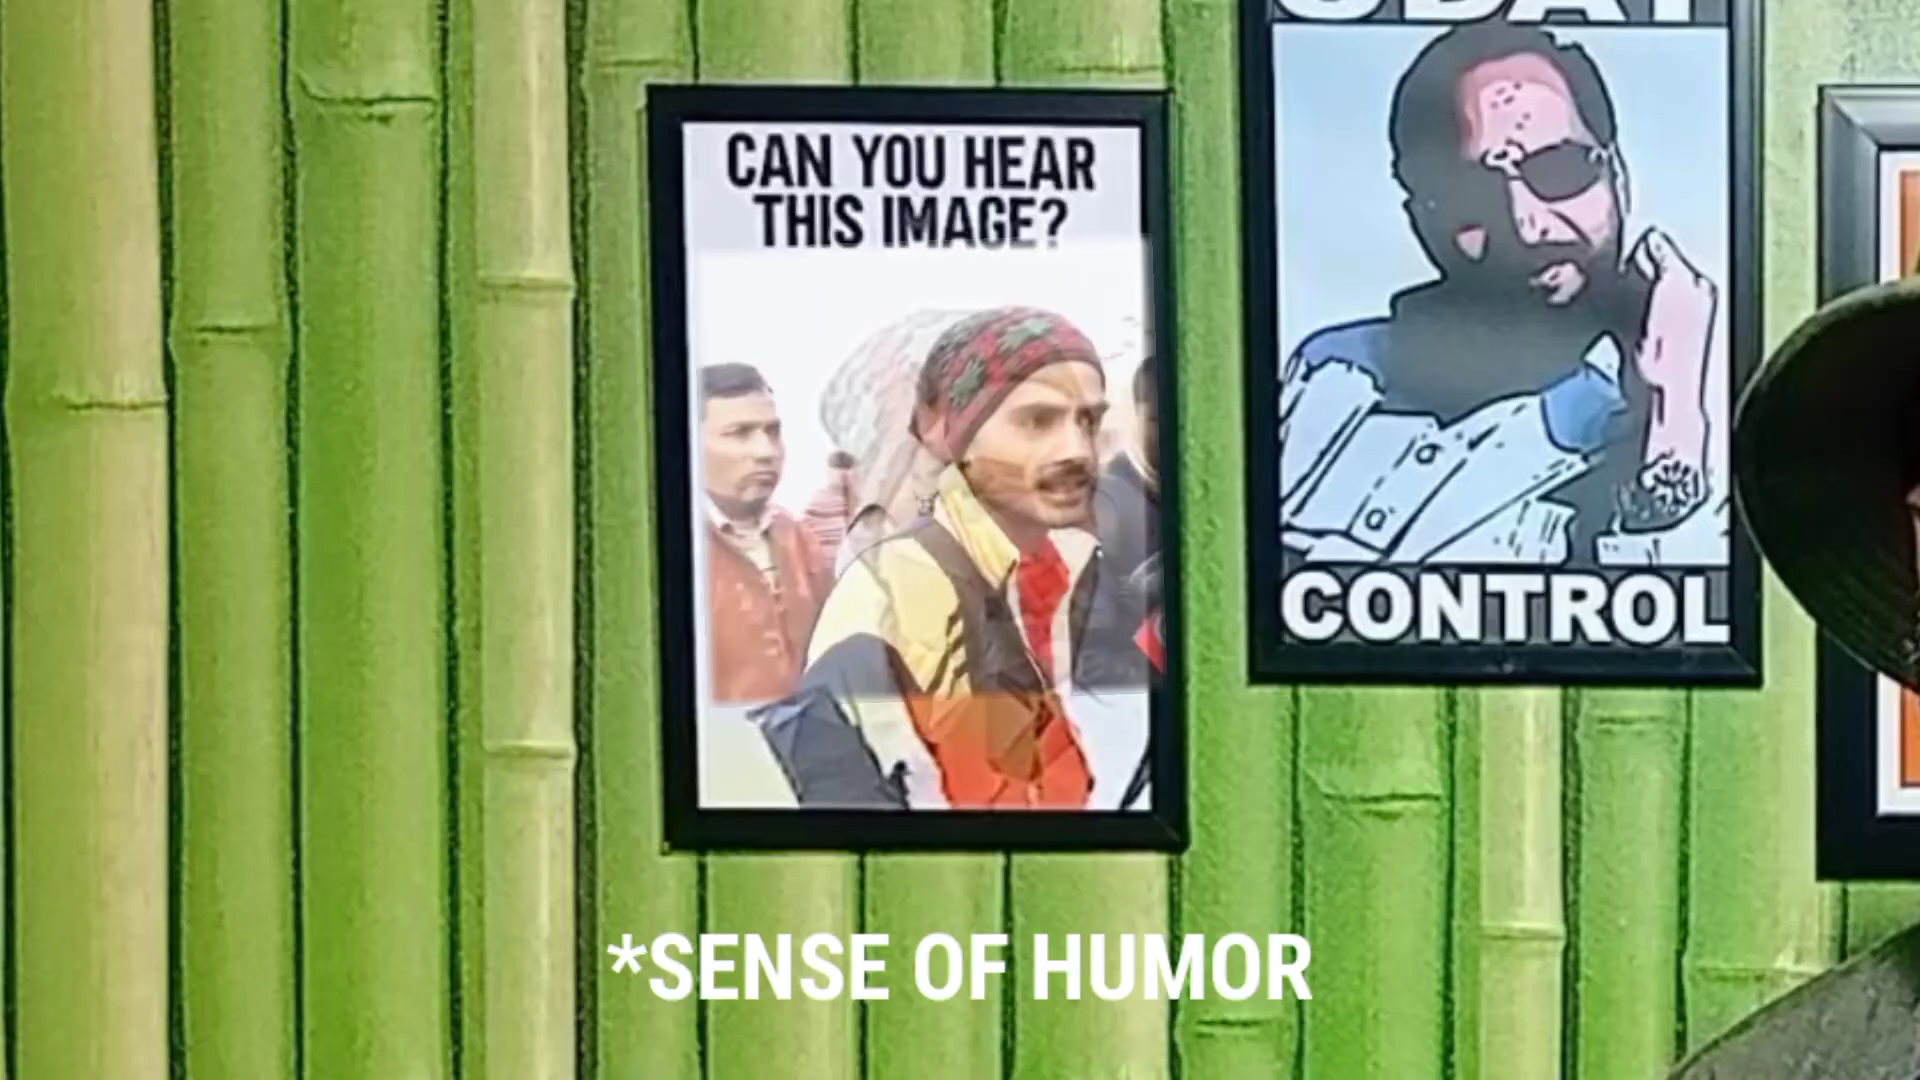 CAN YOU HEAR
THIS IMAGE?
CONTROL
*SENSE OF HUMOR